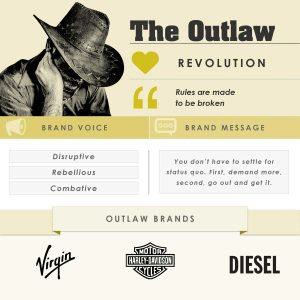 The Outlaw
REVOLUTION
Rules are made
to be broken
BRAND VOICE
BRAND MESSAGE
Disruptive
Rebellious
Combative
You don't have to settle for
status quo. First, demand more,
second, go out and get it.
OUTLAW BRANDS
Virgin
MOTOR
HARLEY-DAVIDSON
CYCLES
DIESEL